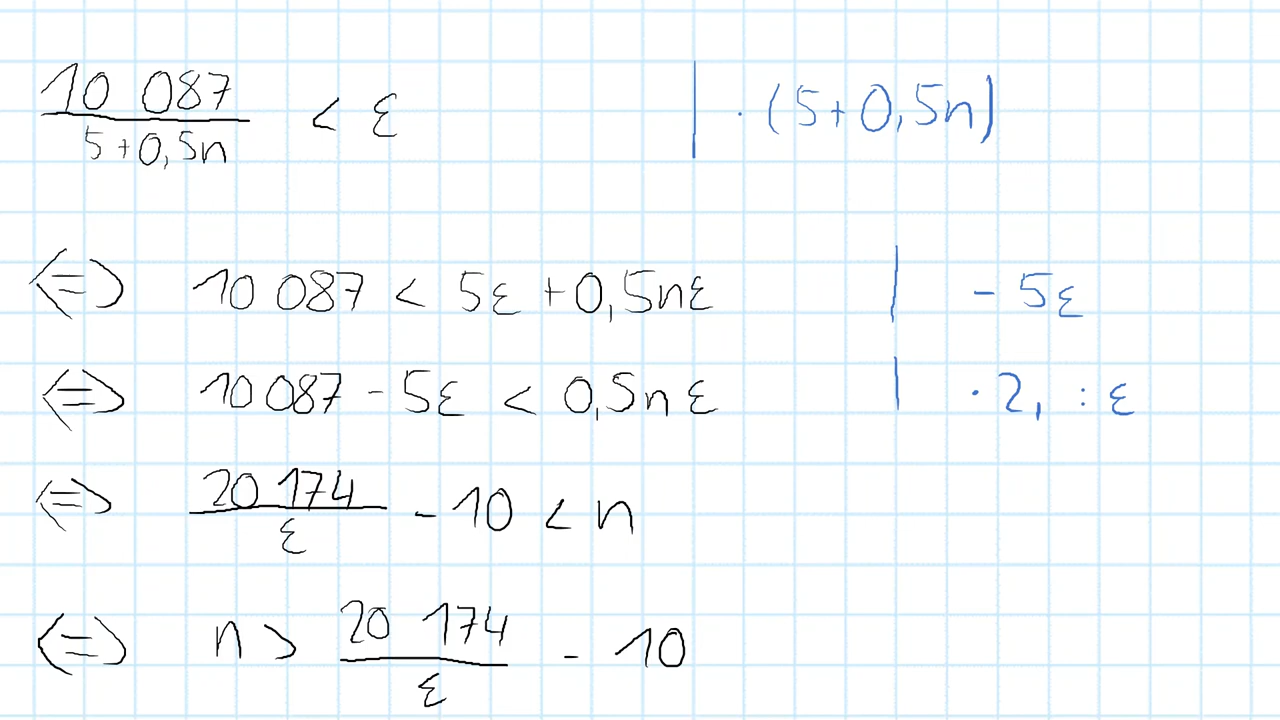 10 087 / 5+0,5n < ε | · (5+0,5n)
<=> 10 087 < 5ε + 0,5nε | - 5ε
<=> 10 087 - 5ε < 0,5nε | · 2, : ε
<=> 20 174 / ε - 10 < n
<=> n > 20 174 / ε - 10